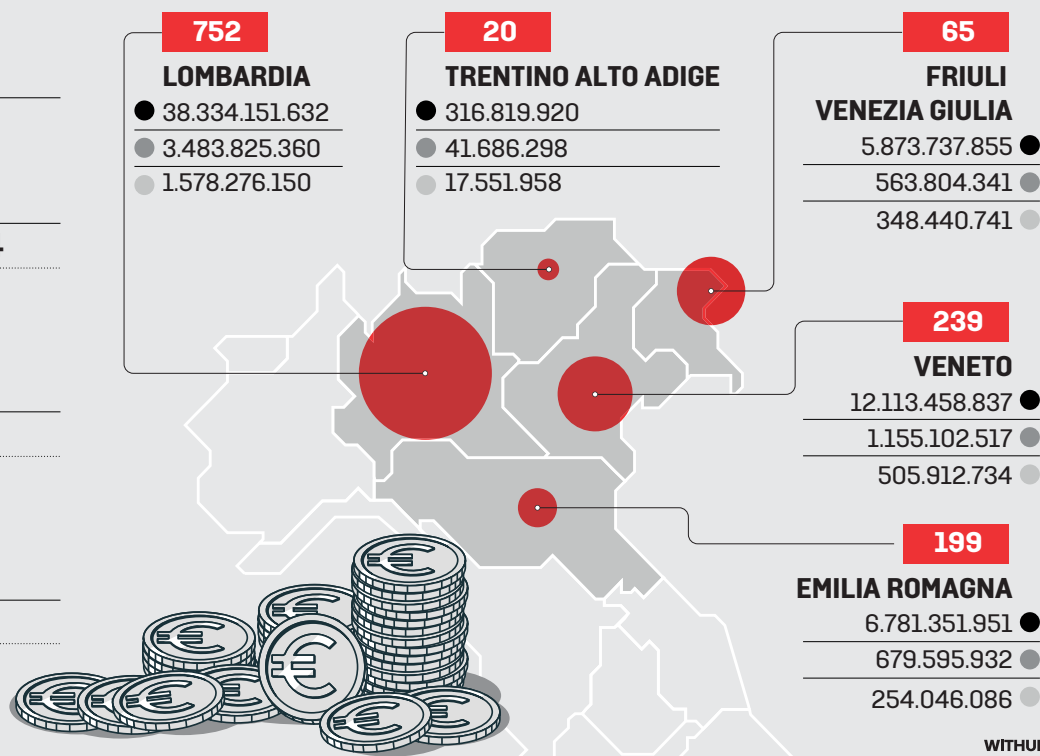 752
LOMBARDIA
38.334.151.632
3.483.825.360
1.578.276.150
20
TRENTINO ALTO ADIGE
316.819.920
41.686.298
17.551.958
65
FRIULI
VENEZIA GIULIA
5.873.737.855
563.804.341
348.440.741
239
VENETO
12.113.458.837
1.155.102.517
505.912.734
199
EMILIA ROMAGNA
6.781.351.951
679.595.932
254.046.086
WITHU